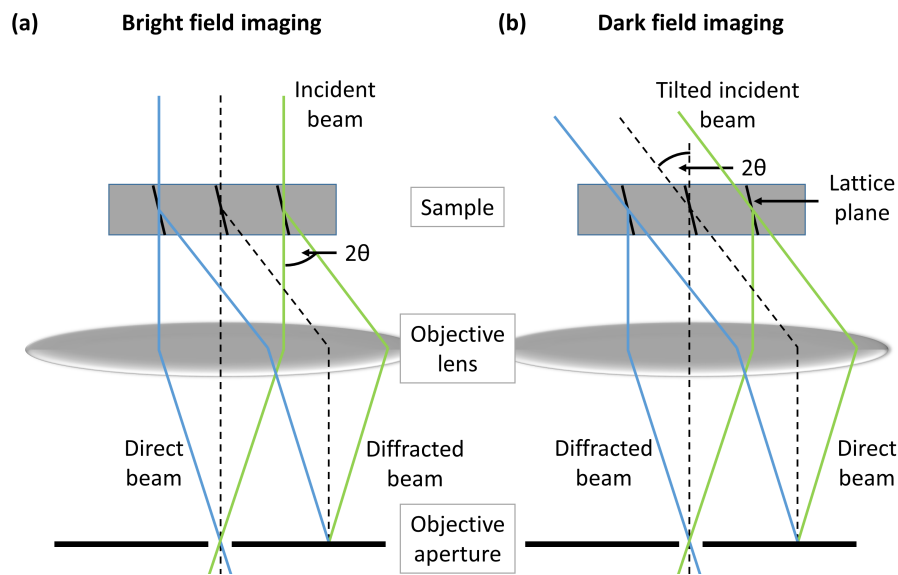 (a)
Bright field imaging
(b)
Dark field imaging
Incident
beam
Tilted incident
beam
2θ
Sample
Lattice
plane
2θ
Objective
lens
Direct
beam
Diffracted
beam
Diffracted
beam
Direct
beam
Objective
aperture